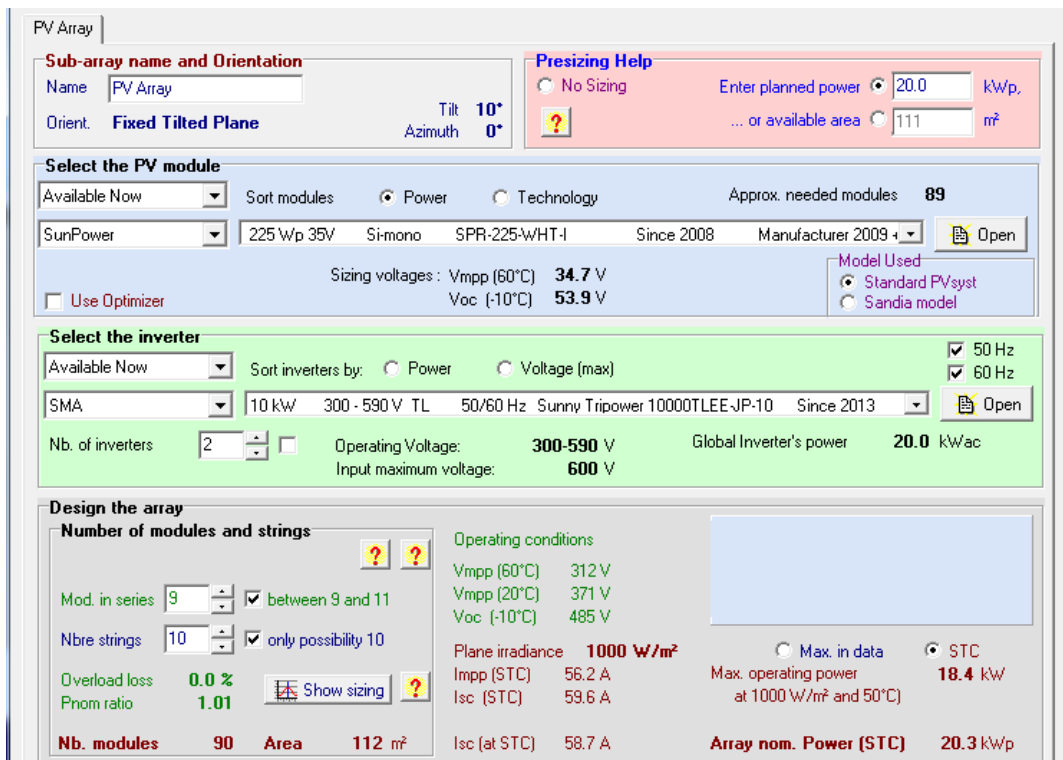 PV Array
Sub-array name and Orientation
Name PV Array
Orient. Fixed Tilted Plane
Tilt 10°
Azimuth 0°
Presizing Help
No Sizing
Enter planned power 20.0 kWp,
? ... or available area 111 m²
Select the PV module
Available Now Sort modules Power Technology Approx. needed modules 89
SunPower 225 Wp 35V Si-mono SPR-225-WHT-I Since 2008 Manufacturer 2009 + Open
Sizing voltages : Vmpp (60°C) 34.7 V
Voc (-10°C) 53.9 V
Use Optimizer
Model Used
Standard PVsyst
Sandia model
Select the inverter
Available Now Sort inverters by: Power Voltage (max)
50 Hz
60 Hz
SMA 10 kW 300 - 590 V TL 50/60 Hz Sunny Tripower 10000TLEE-JP-10 Since 2013 Open
Nb. of inverters 2 Operating Voltage: 300-590 V Global Inverter's power 20.0 kWac
Input maximum voltage: 600 V
Design the array
Number of modules and strings
? ?
Mod. in series 9 between 9 and 11
Nbre strings 10 only possibility 10
Overload loss 0.0 %
Pnom ratio 1.01
Show sizing ?
Nb. modules 90 Area 112 m²
Operating conditions
Vmpp (60°C) 312 V
Vmpp (20°C) 371 V
Voc (-10°C) 485 V
Plane irradiance 1000 W/m²
Impp (STC) 56.2 A
Isc (STC) 59.6 A
Isc (at STC) 58.7 A
Max. in data STC
Max. operating power 18.4 kW
at 1000 W/m² and 50°C)
Array nom. Power (STC) 20.3 kWp